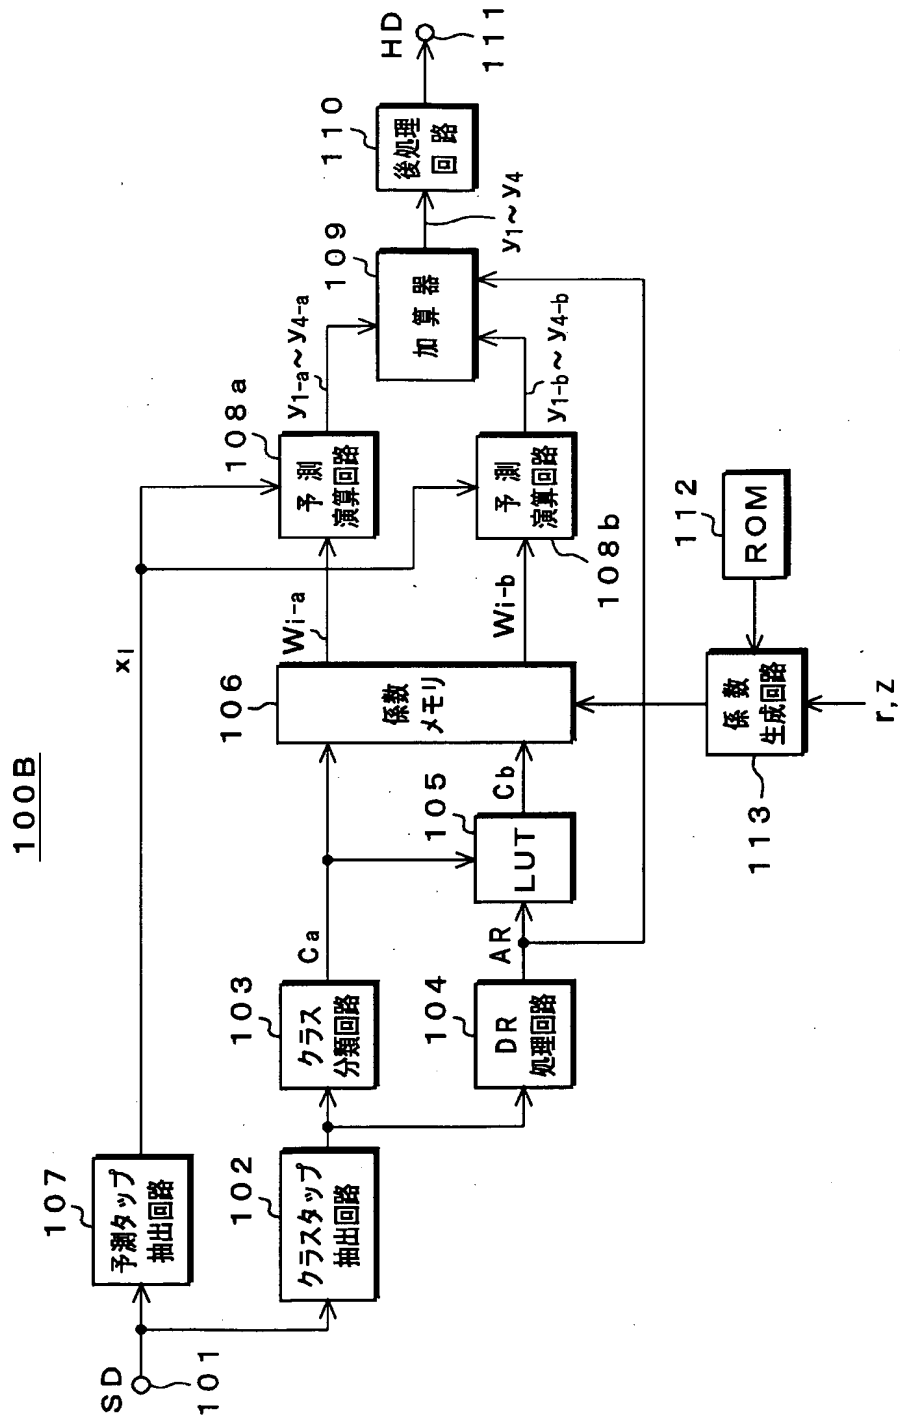 100B
SD
101
107
予測タップ
抽出回路
102
クラスタップ
抽出回路
103
クラス
分類回路
Ca
104
DR
処理回路
AR
105
LUT
Cb
xi
106
係数
メモリ
Wi-a
Wi-b
108a
予測
演算回路
予測
演算回路
108b
y1-a~y4-a
y1-b~y4-b
109
加算器
y1~y4
110
後処理
回路
HD
111
112
ROM
113
係数
生成回路
r,z